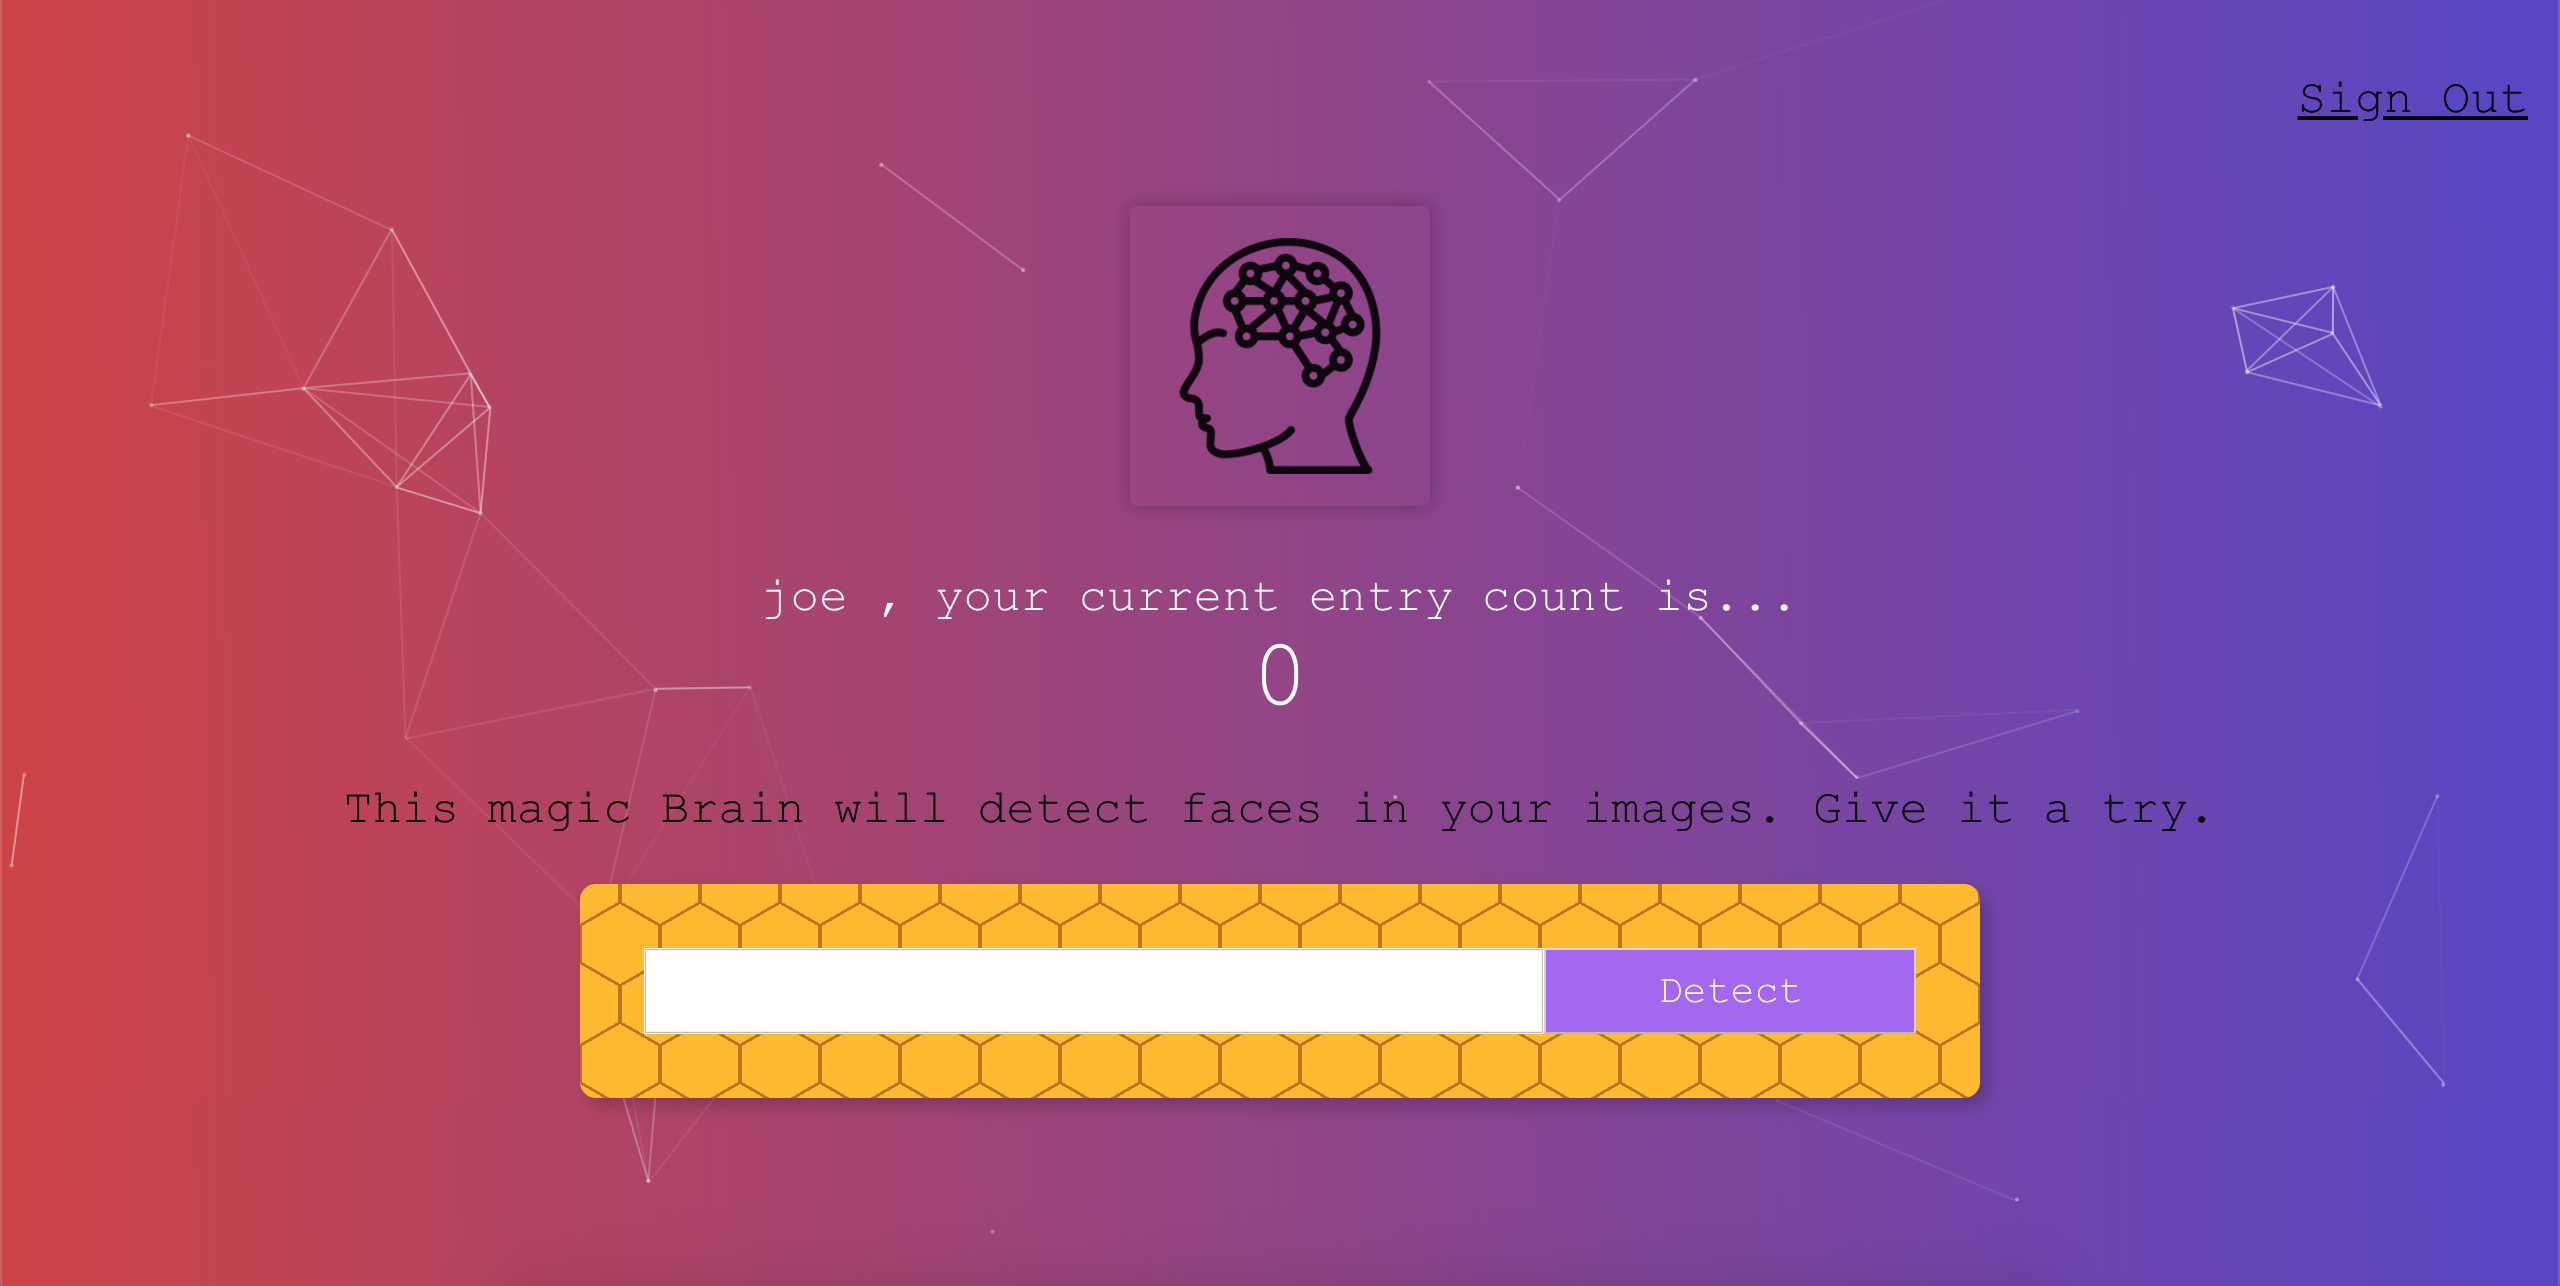 Sign Out
joe , your current entry count is...
0
This magic Brain will detect faces in your images. Give it a try.
Detect